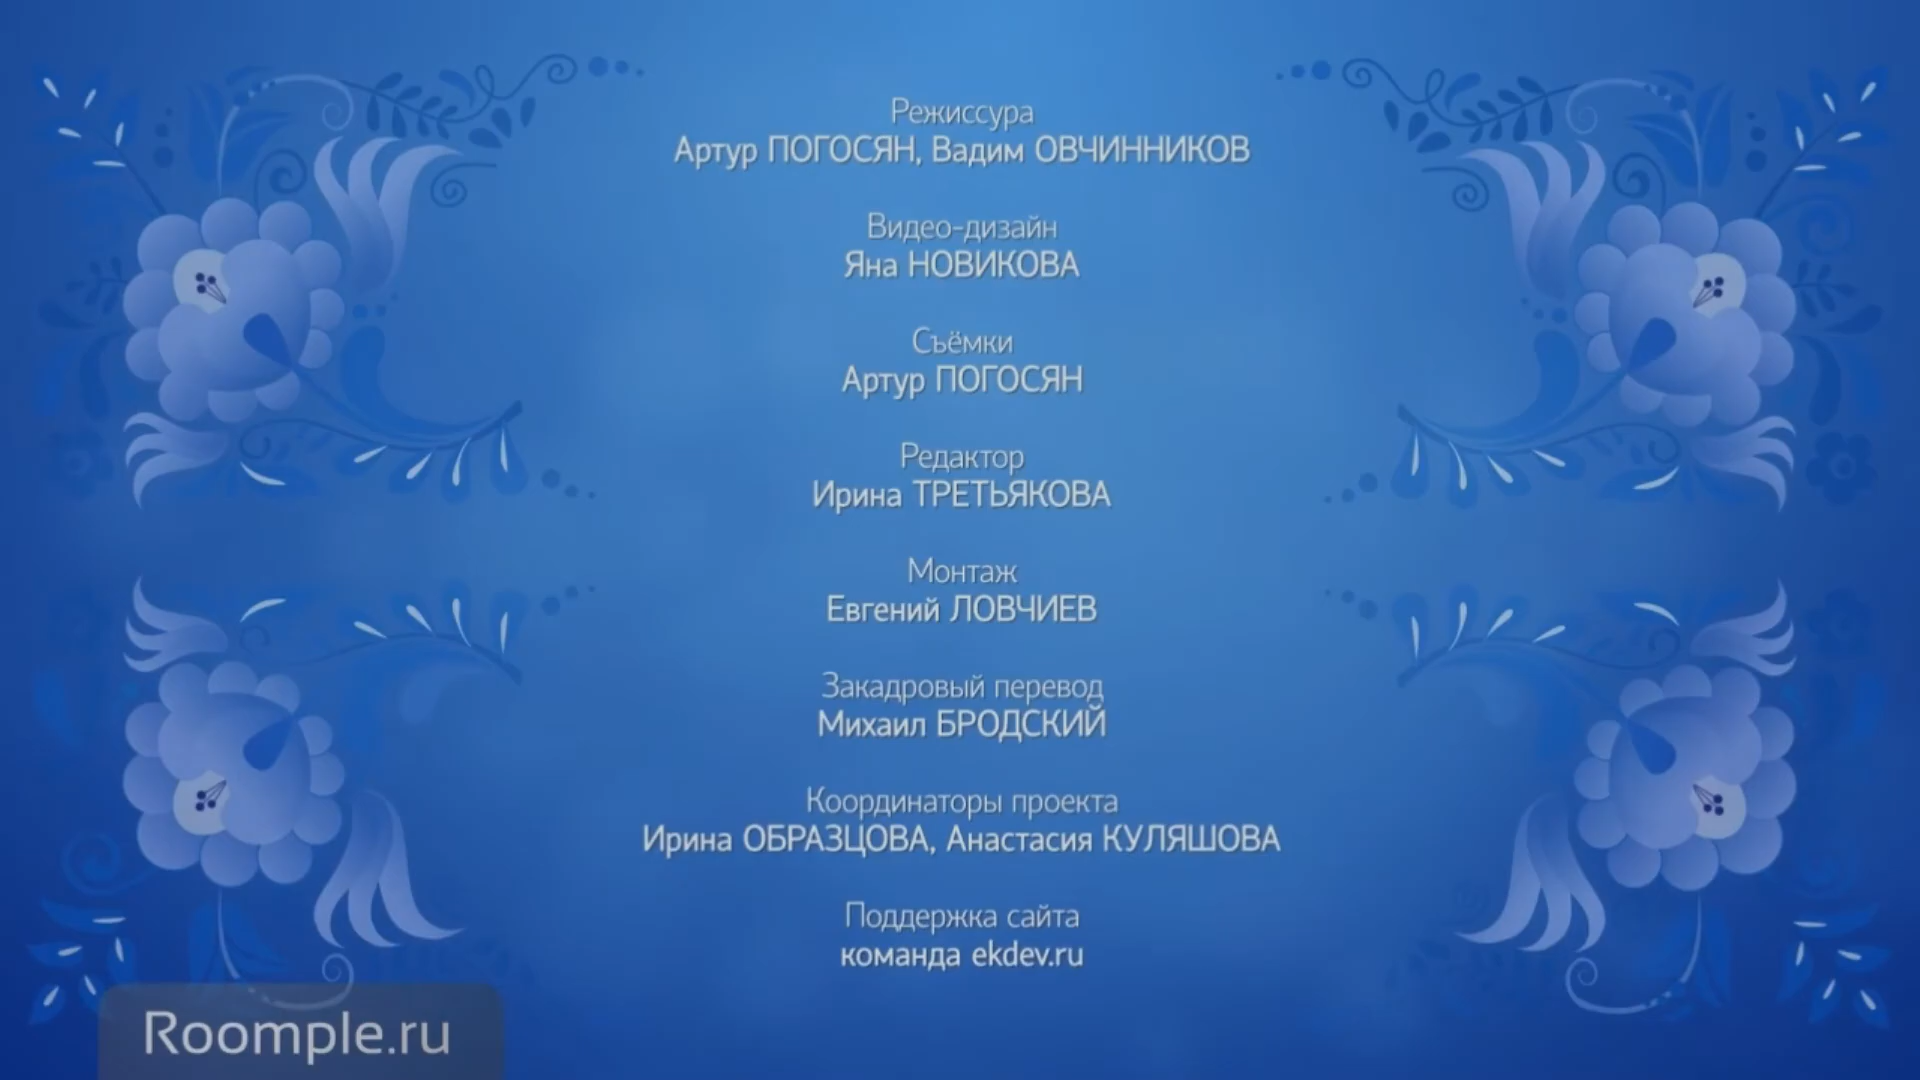 Режиссура
Артур ПОГОСЯН, Вадим ОВЧИННИКОВ
Видео-дизайн
Яна НОВИКОВА
Съёмки
Артур ПОГОСЯН
Редактор
Ирина ТРЕТЬЯКОВА
Монтаж
Евгений ЛОВЧИЕВ
Закадровый перевод
Михаил БРОДСКИЙ
Координаторы проекта
Ирина ОБРАЗЦОВА, Анастасия КУЛЯШОВА
Поддержка сайта
команда ekdev.ru
Roomple.ru